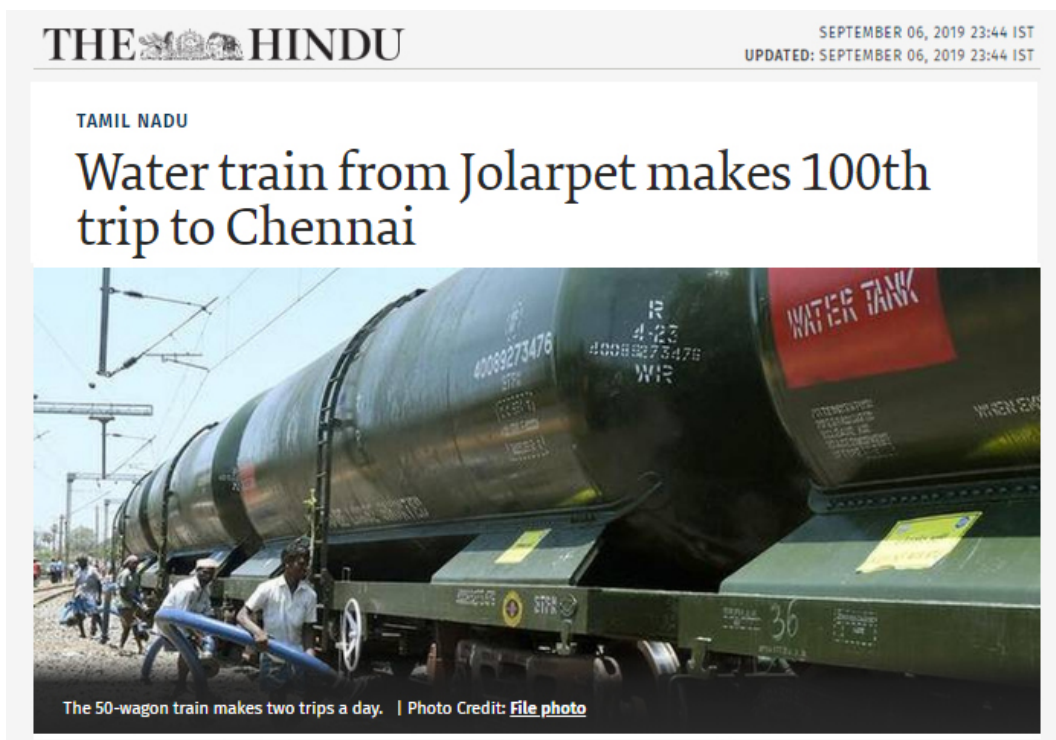 THE HINDU
SEPTEMBER 06, 2019 23:44 IST
UPDATED: SEPTEMBER 06, 2019 23:44 IST
TAMIL NADU
Water train from Jolarpet makes 100th
trip to Chennai
WATER TANK
R
4-23
40089273476
WR
40089273476
STPN
36
The 50-wagon train makes two trips a day. | Photo Credit: File photo